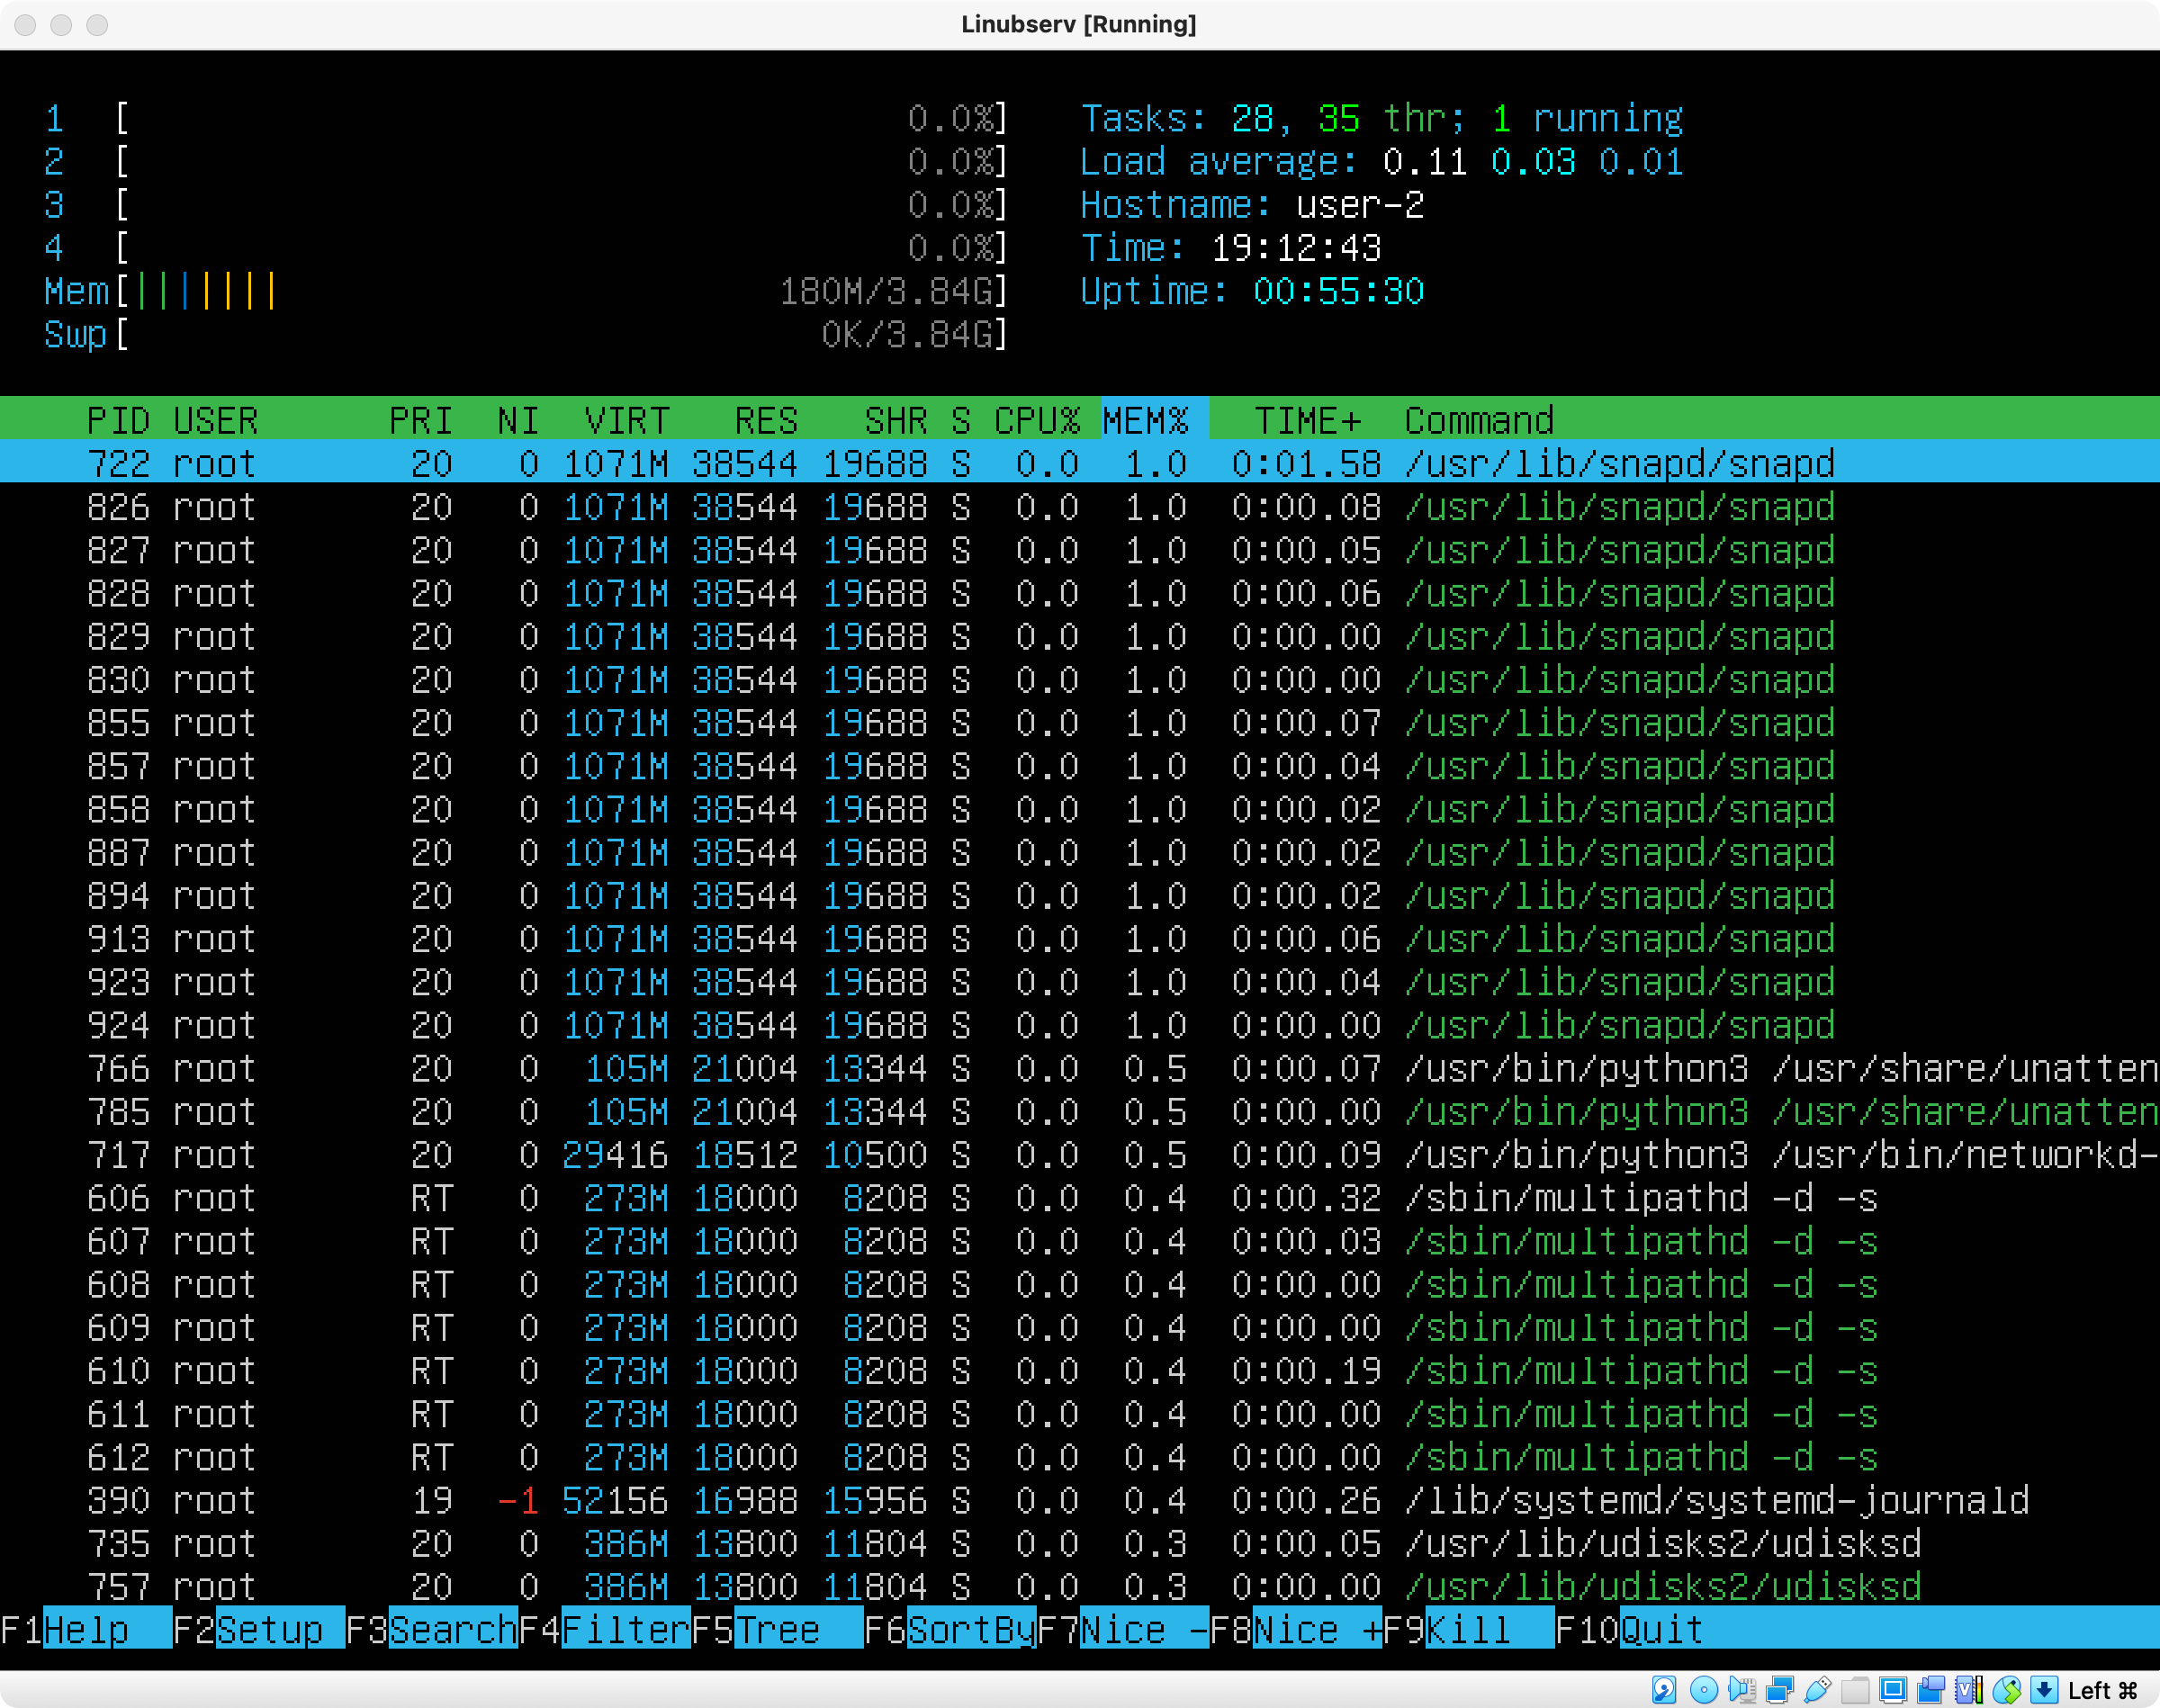 Linubserv [Running]
1 [ 0.0%] Tasks: 28, 35 thr; 1 running
2 [ 0.0%] Load average: 0.11 0.03 0.01
3 [ 0.0%] Hostname: user-2
4 [ 0.0%] Time: 19:12:43
Mem[||||||| 180M/3.84G] Uptime: 00:55:30
Swp[ 0K/3.84G]
PID USER PRI NI VIRT RES SHR S CPU% MEM% TIME+ Command
722 root 20 0 1071M 38544 19688 S 0.0 1.0 0:01.58 /usr/lib/snapd/snapd
826 root 20 0 1071M 38544 19688 S 0.0 1.0 0:00.08 /usr/lib/snapd/snapd
827 root 20 0 1071M 38544 19688 S 0.0 1.0 0:00.05 /usr/lib/snapd/snapd
828 root 20 0 1071M 38544 19688 S 0.0 1.0 0:00.06 /usr/lib/snapd/snapd
829 root 20 0 1071M 38544 19688 S 0.0 1.0 0:00.00 /usr/lib/snapd/snapd
830 root 20 0 1071M 38544 19688 S 0.0 1.0 0:00.00 /usr/lib/snapd/snapd
855 root 20 0 1071M 38544 19688 S 0.0 1.0 0:00.07 /usr/lib/snapd/snapd
857 root 20 0 1071M 38544 19688 S 0.0 1.0 0:00.04 /usr/lib/snapd/snapd
858 root 20 0 1071M 38544 19688 S 0.0 1.0 0:00.02 /usr/lib/snapd/snapd
887 root 20 0 1071M 38544 19688 S 0.0 1.0 0:00.02 /usr/lib/snapd/snapd
894 root 20 0 1071M 38544 19688 S 0.0 1.0 0:00.02 /usr/lib/snapd/snapd
913 root 20 0 1071M 38544 19688 S 0.0 1.0 0:00.06 /usr/lib/snapd/snapd
923 root 20 0 1071M 38544 19688 S 0.0 1.0 0:00.04 /usr/lib/snapd/snapd
924 root 20 0 1071M 38544 19688 S 0.0 1.0 0:00.00 /usr/lib/snapd/snapd
766 root 20 0 105M 21004 13344 S 0.0 0.5 0:00.07 /usr/bin/python3 /usr/share/unatten
785 root 20 0 105M 21004 13344 S 0.0 0.5 0:00.00 /usr/bin/python3 /usr/share/unatten
717 root 20 0 29416 18512 10500 S 0.0 0.5 0:00.09 /usr/bin/python3 /usr/bin/networkd-
606 root RT 0 273M 18000 8208 S 0.0 0.4 0:00.32 /sbin/multipathd -d -s
607 root RT 0 273M 18000 8208 S 0.0 0.4 0:00.03 /sbin/multipathd -d -s
608 root RT 0 273M 18000 8208 S 0.0 0.4 0:00.00 /sbin/multipathd -d -s
609 root RT 0 273M 18000 8208 S 0.0 0.4 0:00.00 /sbin/multipathd -d -s
610 root RT 0 273M 18000 8208 S 0.0 0.4 0:00.19 /sbin/multipathd -d -s
611 root RT 0 273M 18000 8208 S 0.0 0.4 0:00.00 /sbin/multipathd -d -s
612 root RT 0 273M 18000 8208 S 0.0 0.4 0:00.00 /sbin/multipathd -d -s
390 root 19 -1 52156 16988 15956 S 0.0 0.4 0:00.26 /lib/systemd/systemd-journald
735 root 20 0 386M 13800 11804 S 0.0 0.3 0:00.05 /usr/lib/udisks2/udisksd
757 root 20 0 386M 13800 11804 S 0.0 0.3 0:00.00 /usr/lib/udisks2/udisksd
F1Help F2Setup F3SearchF4FilterF5Tree F6SortByF7Nice -F8Nice +F9Kill F10Quit
Left ⌘